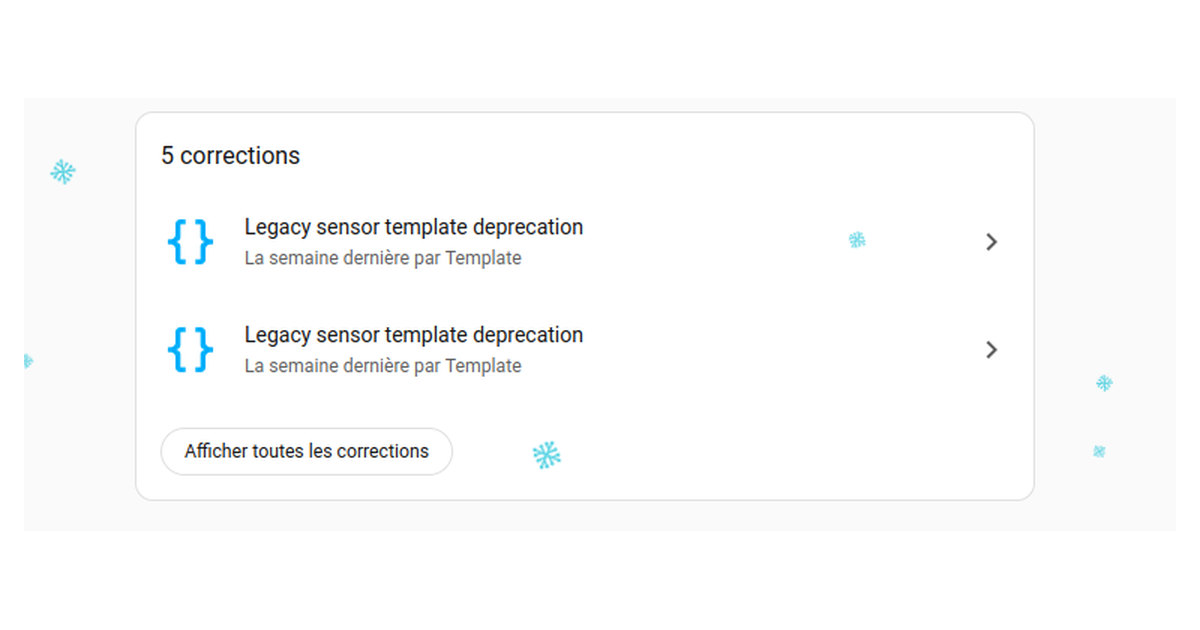 5 corrections
Legacy sensor template deprecation
La semaine dernière par Template
Legacy sensor template deprecation
La semaine dernière par Template
Afficher toutes les corrections